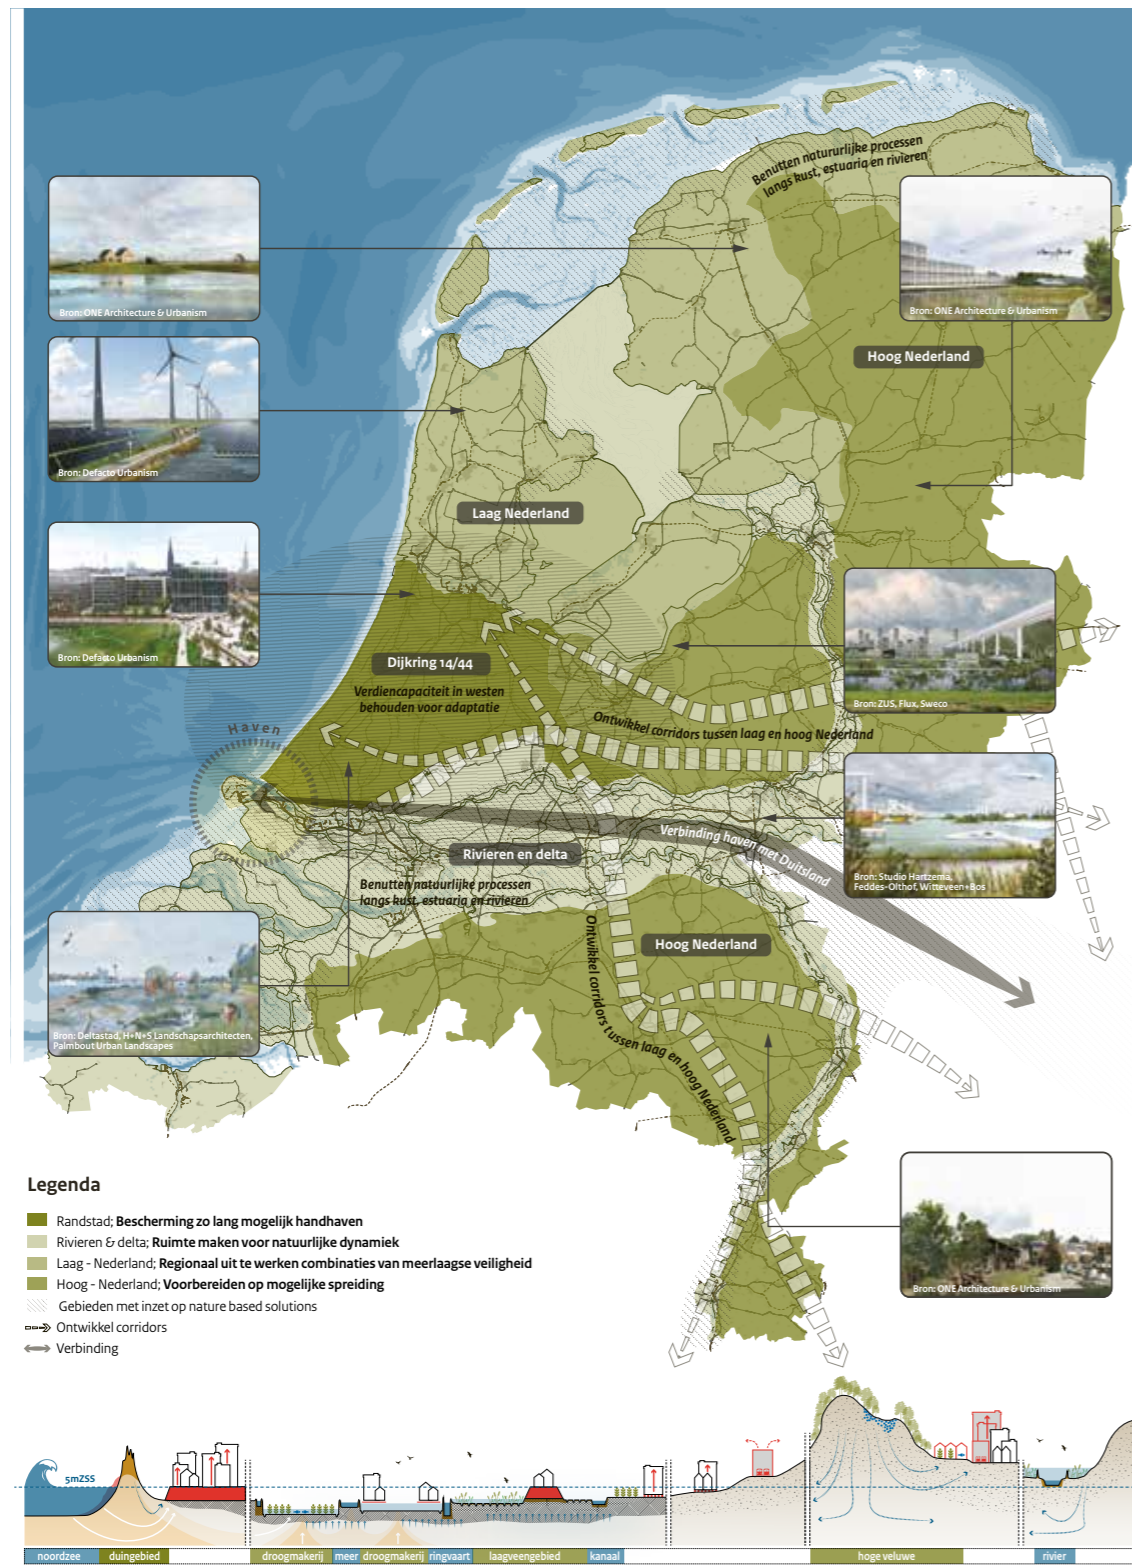 Benutten natururlijke processen
langs kust, estuaria en rivieren
Bron: ONE Architecture & Urbanism
Bron: ONE Architecture & Urbanism
Hoog Nederland
Bron: Defacto Urbanism
Laag Nederland
Bron: Defacto Urbanism
Dijkring 14/44
Verdiencapaciteit in westen
behouden voor adaptatie
Bron: ZUS, Flux, Sweco
Haven
Ontwikkel corridors tussen laag en hoog Nederland
Verbinding haven met Duitsland
Rivieren en delta
Bron: Studio Hartzema,
Feddes-Olthof, Witteveen+Bos
Benutten natuurlijke processen
langs kust, estuaria en rivieren
Hoog Nederland
Ontwikkel corridors tussen laag en hoog Nederland
Bron: Deltastad, H+N+S Landschapsarchitecten,
Palmbout Urban Landscapes
Bron: ONE Architecture & Urbanism
Legenda
Randstad; Bescherming zo lang mogelijk handhaven
Rivieren & delta; Ruimte maken voor natuurlijke dynamiek
Laag - Nederland; Regionaal uit te werken combinaties van meerlaagse veiligheid
Hoog - Nederland; Voorbereiden op mogelijke spreiding
Gebieden met inzet op nature based solutions
Ontwikkel corridors
Verbinding
5mZSS
noordzee duingebied droogmakerij meer droogmakerij ringvaart laagveengebied kanaal hoge veluwe rivier